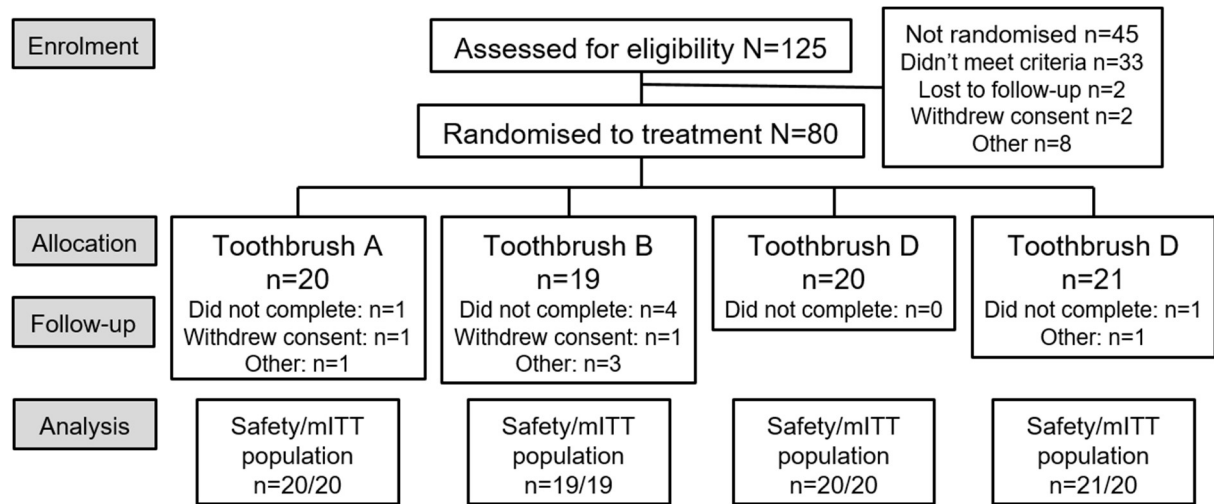 Enrolment
Assessed for eligibility N=125
Not randomised n=45
Didn't meet criteria n=33
Lost to follow-up n=2
Withdrew consent n=2
Other n=8
Randomised to treatment N=80
Allocation
Follow-up
Toothbrush A
n=20
Did not complete: n=1
Withdrew consent: n=1
Other: n=1
Toothbrush B
n=19
Did not complete: n=4
Withdrew consent: n=1
Other: n=3
Toothbrush D
n=20
Did not complete: n=0
Toothbrush D
n=21
Did not complete: n=1
Other: n=1
Analysis
Safety/mITT
population
n=20/20
Safety/mITT
population
n=19/19
Safety/mITT
population
n=20/20
Safety/mITT
population
n=21/20